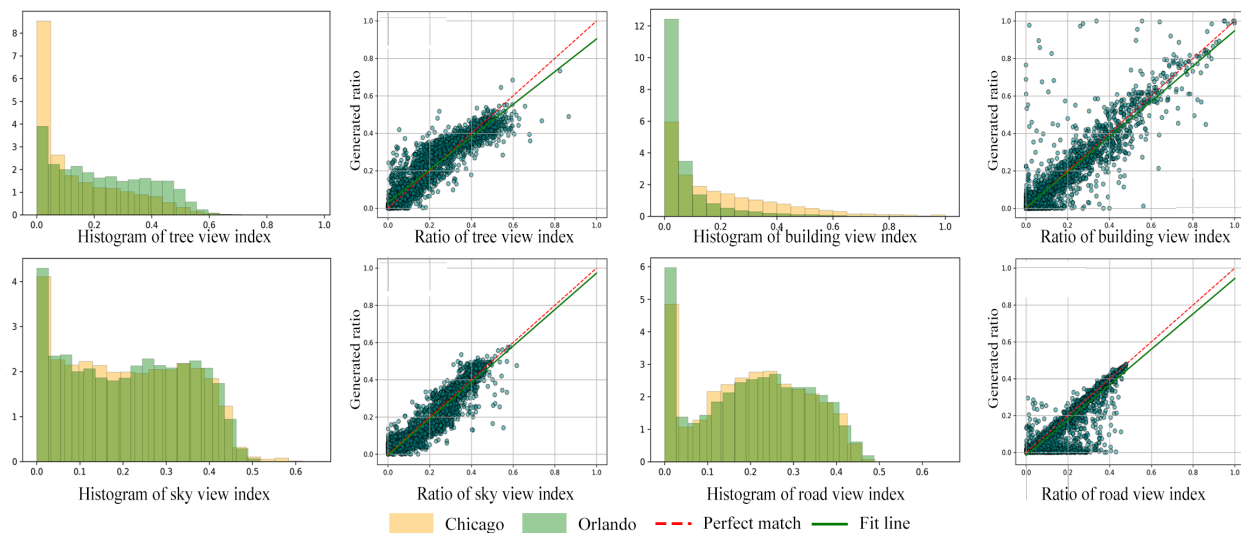 8
7
6
5
4
3
2
1
0
0.0 0.2 0.4 0.6 0.8 1.0
Histogram of tree view index
Generated ratio
1.0
0.8
0.6
0.4
0.2
0.0
0.0 0.2 0.4 0.6 0.8 1.0
Ratio of tree view index
12
10
8
6
4
2
0
0.0 0.2 0.4 0.6 0.8 1.0
Histogram of building view index
Generated ratio
1.0
0.8
0.6
0.4
0.2
0.0
0.0 0.2 0.4 0.6 0.8 1.0
Ratio of building view index
4
3
2
1
0
0.0 0.1 0.2 0.3 0.4 0.5 0.6
Histogram of sky view index
Generated ratio
1.0
0.8
0.6
0.4
0.2
0.0
0.0 0.2 0.4 0.6 0.8 1.0
Ratio of sky view index
6
5
4
3
2
1
0
0.0 0.1 0.2 0.3 0.4 0.5 0.6
Histogram of road view index
Generated ratio
1.0
0.8
0.6
0.4
0.2
0.0
0.0 0.2 0.4 0.6 0.8 1.0
Ratio of road view index
Chicago Orlando Perfect match Fit line